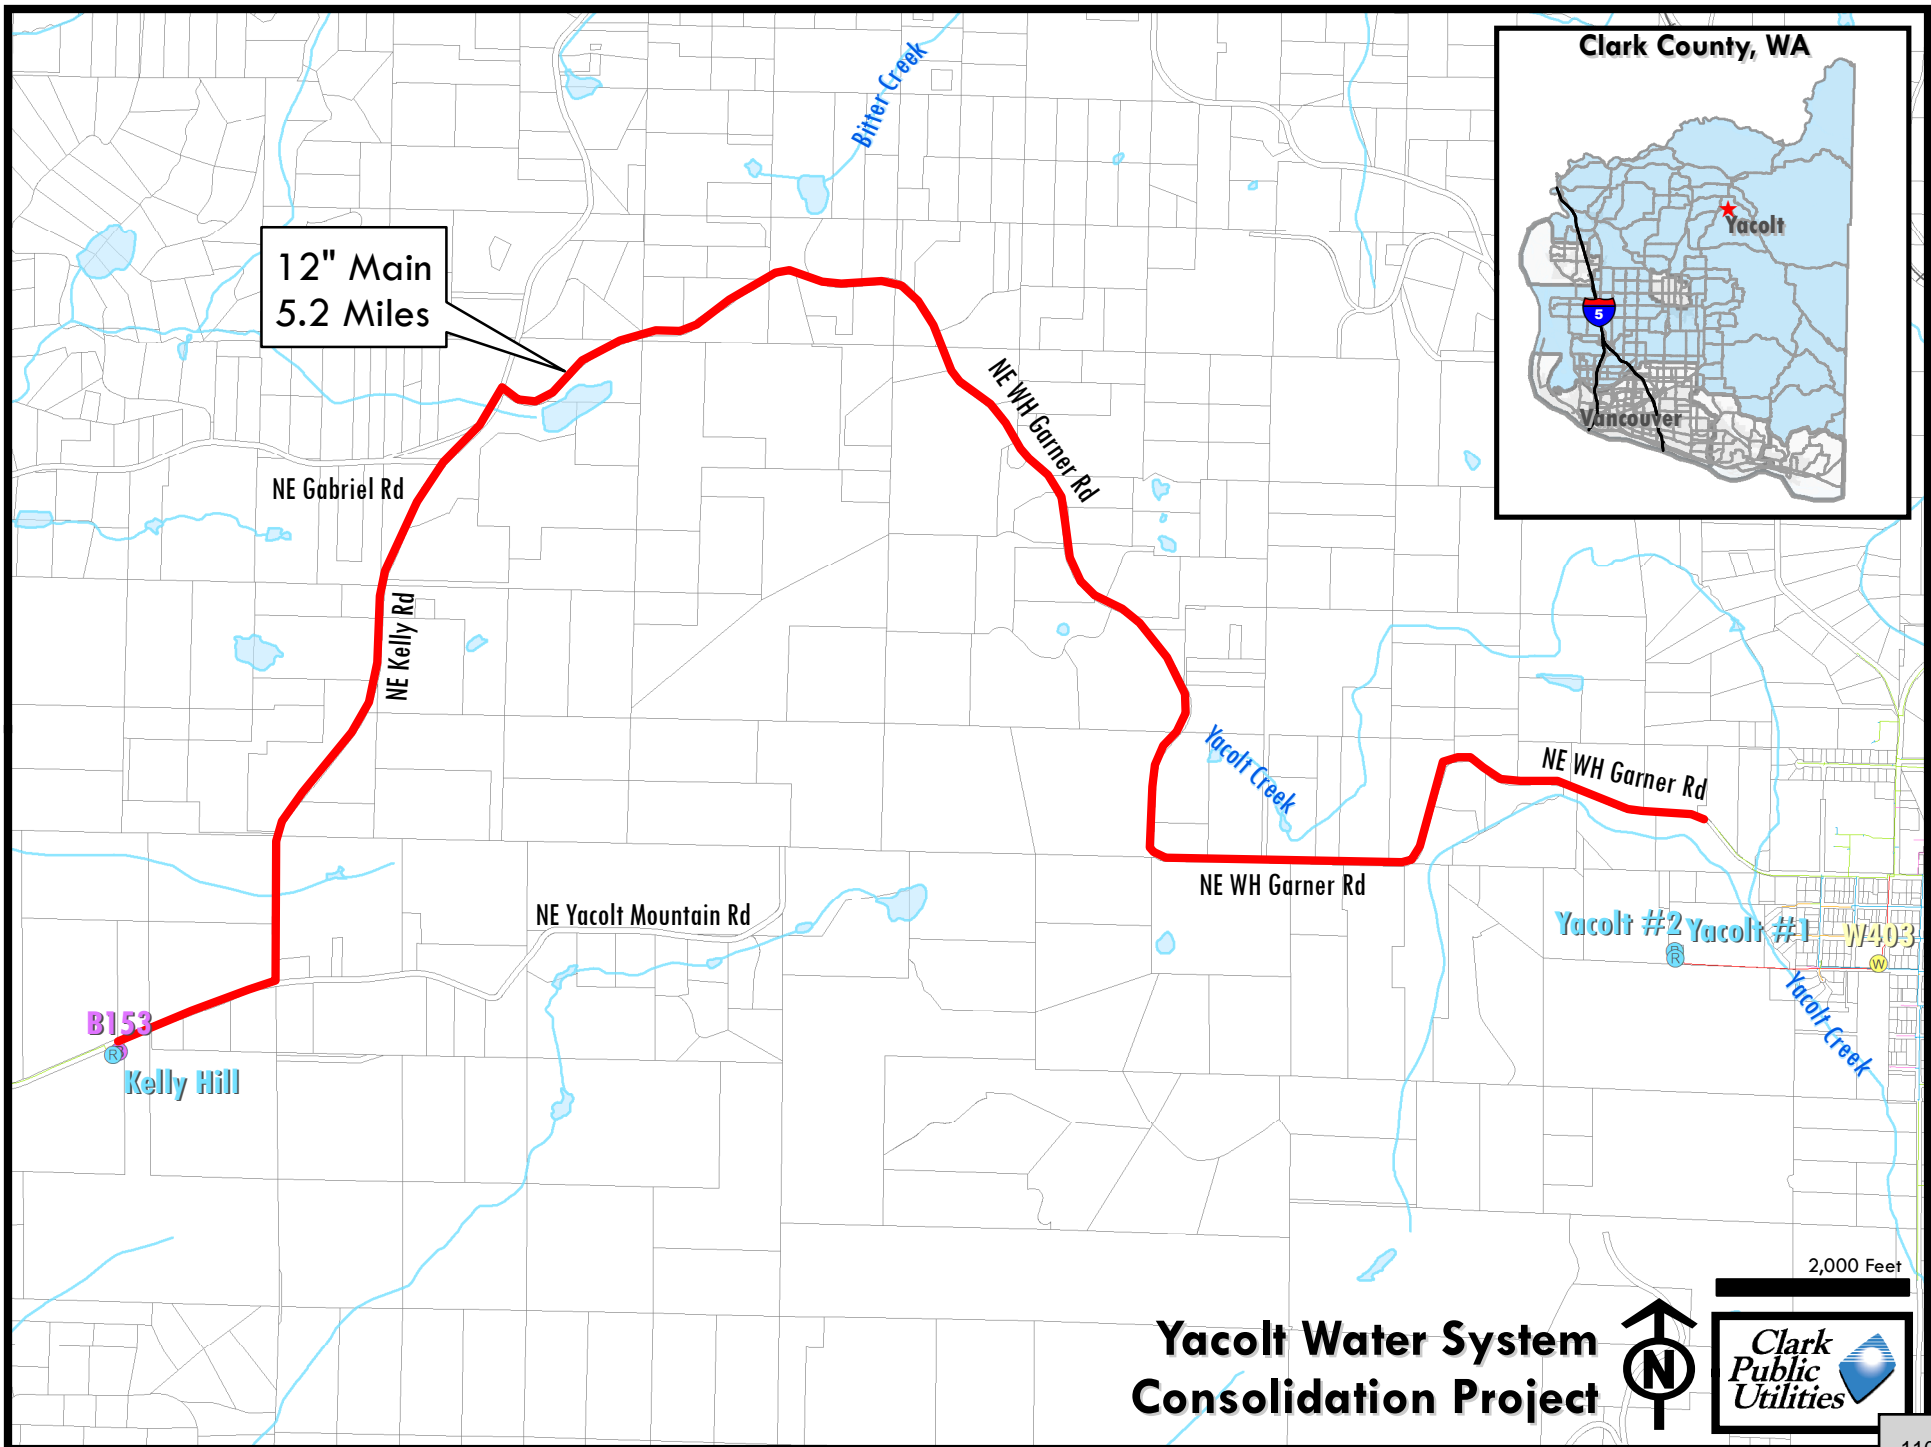 Clark County, WA
Yacolt
5
Vancouver
Bitter Creek
12" Main
5.2 Miles
NE WH Garner Rd
NE Gabriel Rd
NE Kelly Rd
Yacolt Creek
NE WH Garner Rd
NE WH Garner Rd
NE Yacolt Mountain Rd
Yacolt #2
Yacolt #1
W403
R
W
Yacolt Creek
B153
R
Kelly Hill
2,000 Feet
Yacolt Water System
Consolidation Project
N
Clark
Public
Utilities